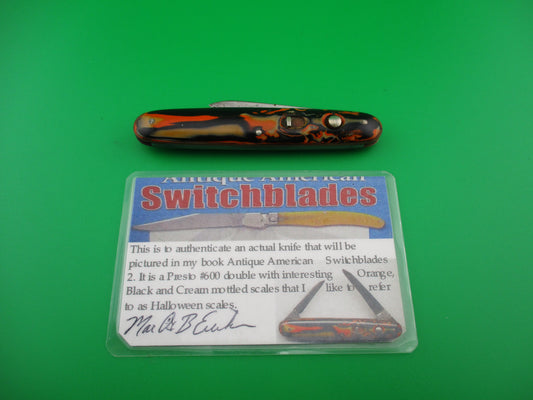 Antique American
Switchblades
This is to authenticate an actual knife that will be
pictured in my book Antique American Switchblades
2. It is a Presto #600 double with interesting Orange,
Black and Cream mottled scales that I like to refer
to as Halloween scales.